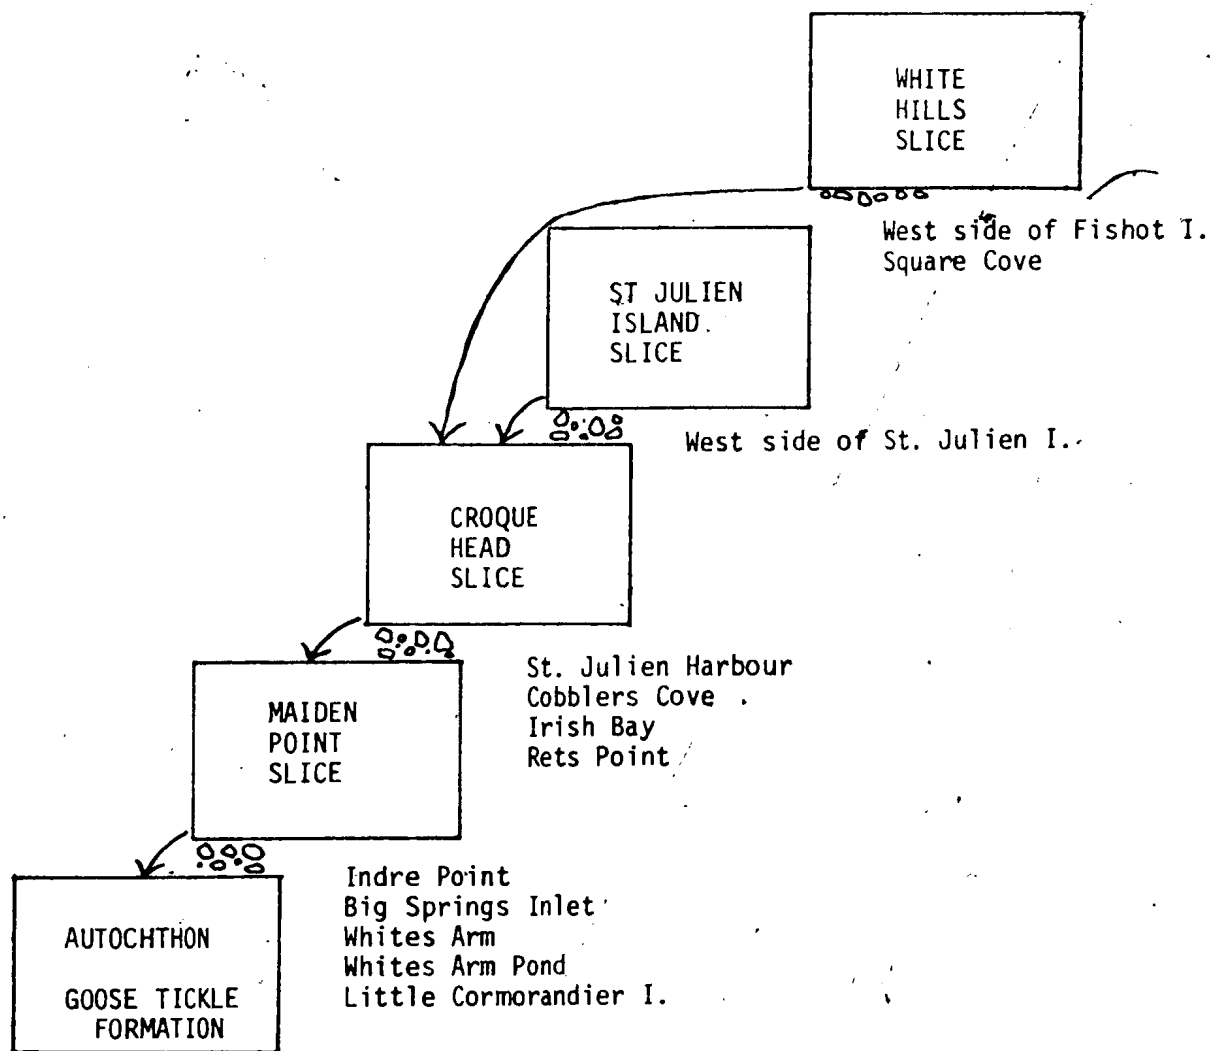 WHITE
HILLS
SLICE
West side of Fishot I.
Square Cove
ST JULIEN
ISLAND
SLICE
West side of St. Julien I.
CROQUE
HEAD
SLICE
St. Julien Harbour
Cobblers Cove
Irish Bay
Rets Point
MAIDEN
POINT
SLICE
Indre Point
Big Springs Inlet
Whites Arm
Whites Arm Pond
Little Cormorandier I.
AUTOCHTHON
GOOSE TICKLE
FORMATION